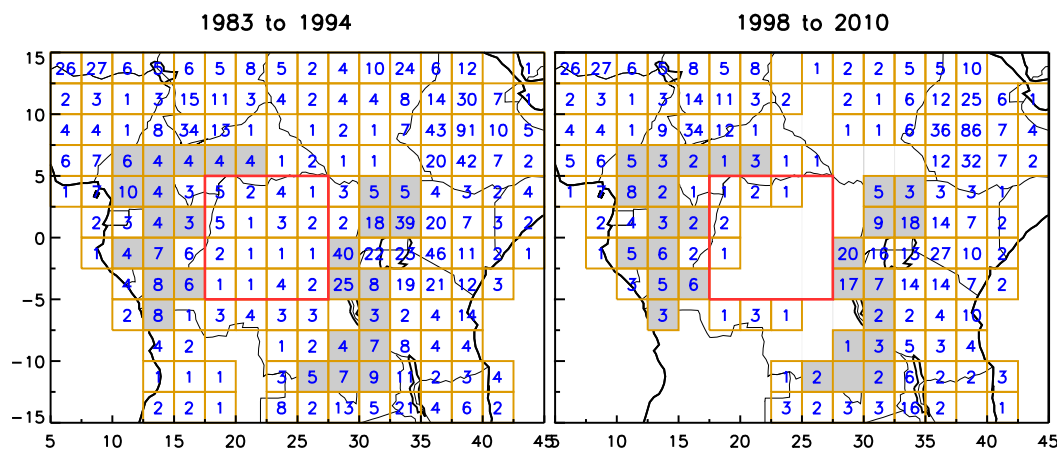 1983 to 1994 1998 to 2010
15 26 27 6 5 6 5 8 5 2 4 10 24 6 12 1 26 27 6 5 8 5 8 1 2 2 5 5 10
2 3 1 3 15 11 3 4 2 4 4 8 14 30 7 1 2 3 1 3 14 11 3 2 2 1 6 12 25 6 1
10
4 4 1 8 34 13 1 1 2 1 7 43 91 10 5 4 4 1 9 34 12 1 1 1 6 36 86 7 4
6 7 6 4 4 4 4 1 2 1 1 20 42 7 2 5 6 5 3 2 1 3 1 1 12 32 7 2
5
1 3 10 4 3 5 2 4 1 3 5 5 4 3 2 4 1 3 8 2 1 1 2 1 5 3 3 3 1
2 3 4 3 5 1 3 2 2 18 39 20 7 3 2 2 4 3 2 2 9 18 14 7 2
0
1 4 7 6 2 1 1 1 40 22 23 46 11 2 1 1 5 6 2 1 20 16 13 27 10 2
4 8 6 1 1 4 2 25 8 19 21 12 3 3 5 6 17 7 14 14 7 2
−5
2 8 1 3 4 3 3 3 2 4 14 3 1 3 1 2 2 4 10
4 2 1 2 4 7 8 4 4 1 3 5 3 4
−10
1 1 1 3 5 7 9 11 2 3 4 1 2 2 6 2 2 3
2 2 1 8 2 13 5 21 4 6 2 3 2 3 3 16 2 1
−15
5 10 15 20 25 30 35 40 45 5 10 15 20 25 30 35 40 45